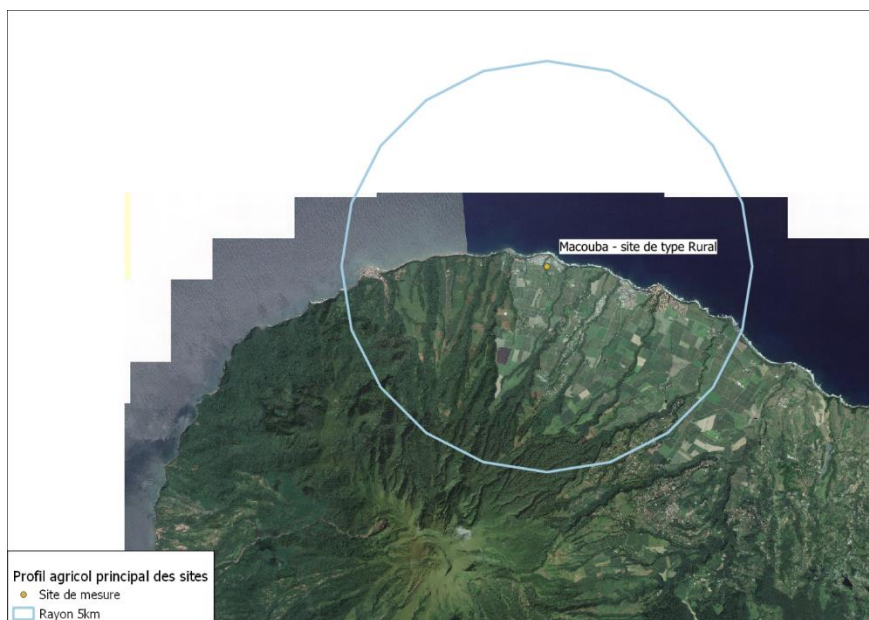 Macouba - site de type Rural
Profil agricol principal des sites
Site de mesure
Rayon 5km